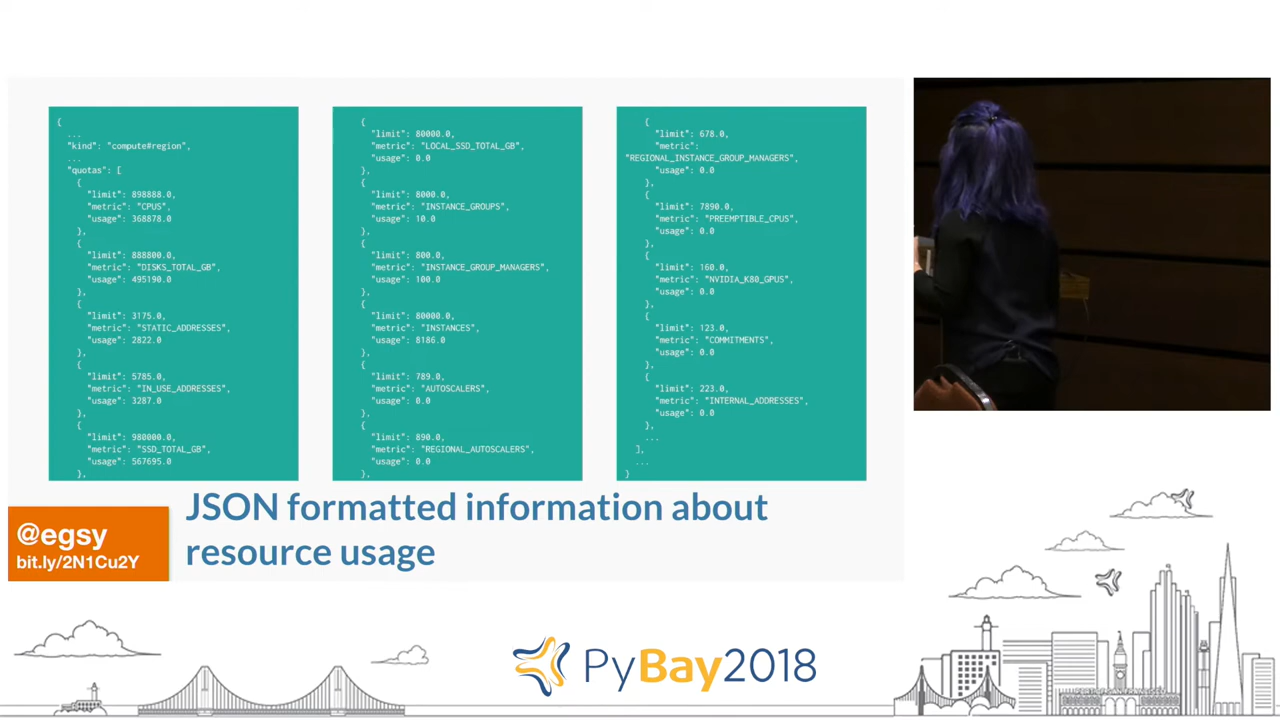 {
...
"kind": "compute#region",
...
"quotas": [
{
"limit": 898888.0,
"metric": "CPUS",
"usage": 368878.0
},
{
"limit": 888800.0,
"metric": "DISKS_TOTAL_GB",
"usage": 495190.0
},
{
"limit": 3175.0,
"metric": "STATIC_ADDRESSES",
"usage": 2822.0
},
{
"limit": 5785.0,
"metric": "IN_USE_ADDRESSES",
"usage": 3287.0
},
{
"limit": 980000.0,
"metric": "SSD_TOTAL_GB",
"usage": 567695.0
},
{
"limit": 80000.0,
"metric": "LOCAL_SSD_TOTAL_GB",
"usage": 0.0
},
{
"limit": 8000.0,
"metric": "INSTANCE_GROUPS",
"usage": 10.0
},
{
"limit": 800.0,
"metric": "INSTANCE_GROUP_MANAGERS",
"usage": 100.0
},
{
"limit": 80000.0,
"metric": "INSTANCES",
"usage": 8186.0
},
{
"limit": 789.0,
"metric": "AUTOSCALERS",
"usage": 0.0
},
{
"limit": 890.0,
"metric": "REGIONAL_AUTOSCALERS",
"usage": 0.0
},
{
"limit": 678.0,
"metric":
"REGIONAL_INSTANCE_GROUP_MANAGERS",
"usage": 0.0
},
{
"limit": 7890.0,
"metric": "PREEMPTIBLE_CPUS",
"usage": 0.0
},
{
"limit": 160.0,
"metric": "NVIDIA_K80_GPUS",
"usage": 0.0
},
{
"limit": 123.0,
"metric": "COMMITMENTS",
"usage": 0.0
},
{
"limit": 223.0,
"metric": "INTERNAL_ADDRESSES",
"usage": 0.0
},
...
],
...
}
JSON formatted information about
resource usage
@egsy
bit.ly/2N1Cu2Y
PyBay2018